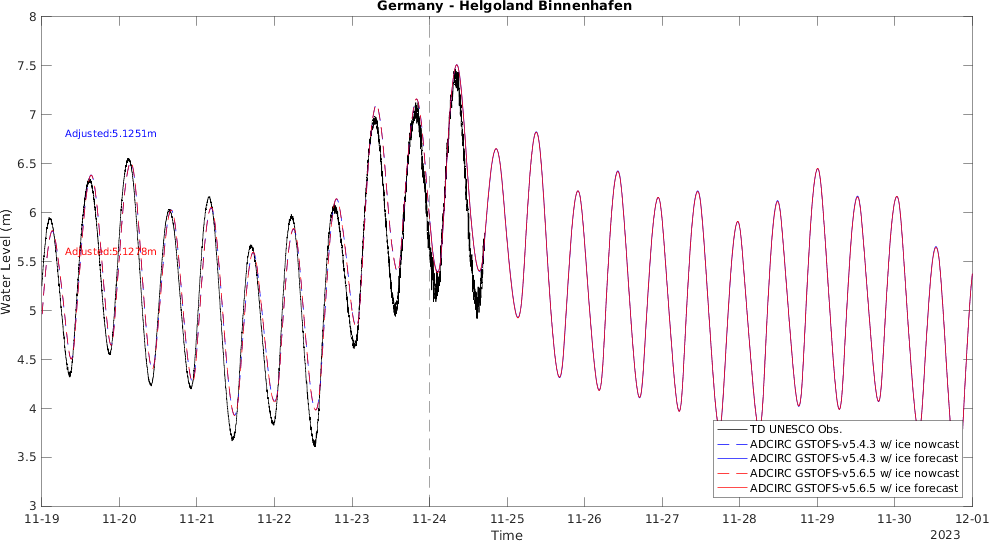 Germany - Helgoland Binnenhafen
8
7.5
7
6.5
6
5.5
5
4.5
4
3.5
3
Water Level (m)
Adjusted:5.1251m
Adjusted:5.1278m
TD UNESCO Obs.
ADCIRC GSTOFS-v5.4.3 w/ ice nowcast
ADCIRC GSTOFS-v5.4.3 w/ ice forecast
ADCIRC GSTOFS-v5.6.5 w/ ice nowcast
ADCIRC GSTOFS-v5.6.5 w/ ice forecast
11-19 11-20 11-21 11-22 11-23 11-24 11-25 11-26 11-27 11-28 11-29 11-30 12-01
Time
2023